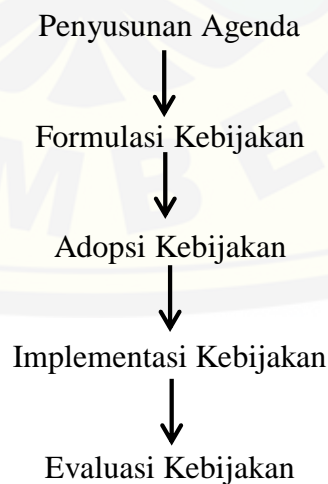 Penyusunan Agenda
Formulasi Kebijakan
Adopsi Kebijakan
Implementasi Kebijakan
Evaluasi Kebijakan